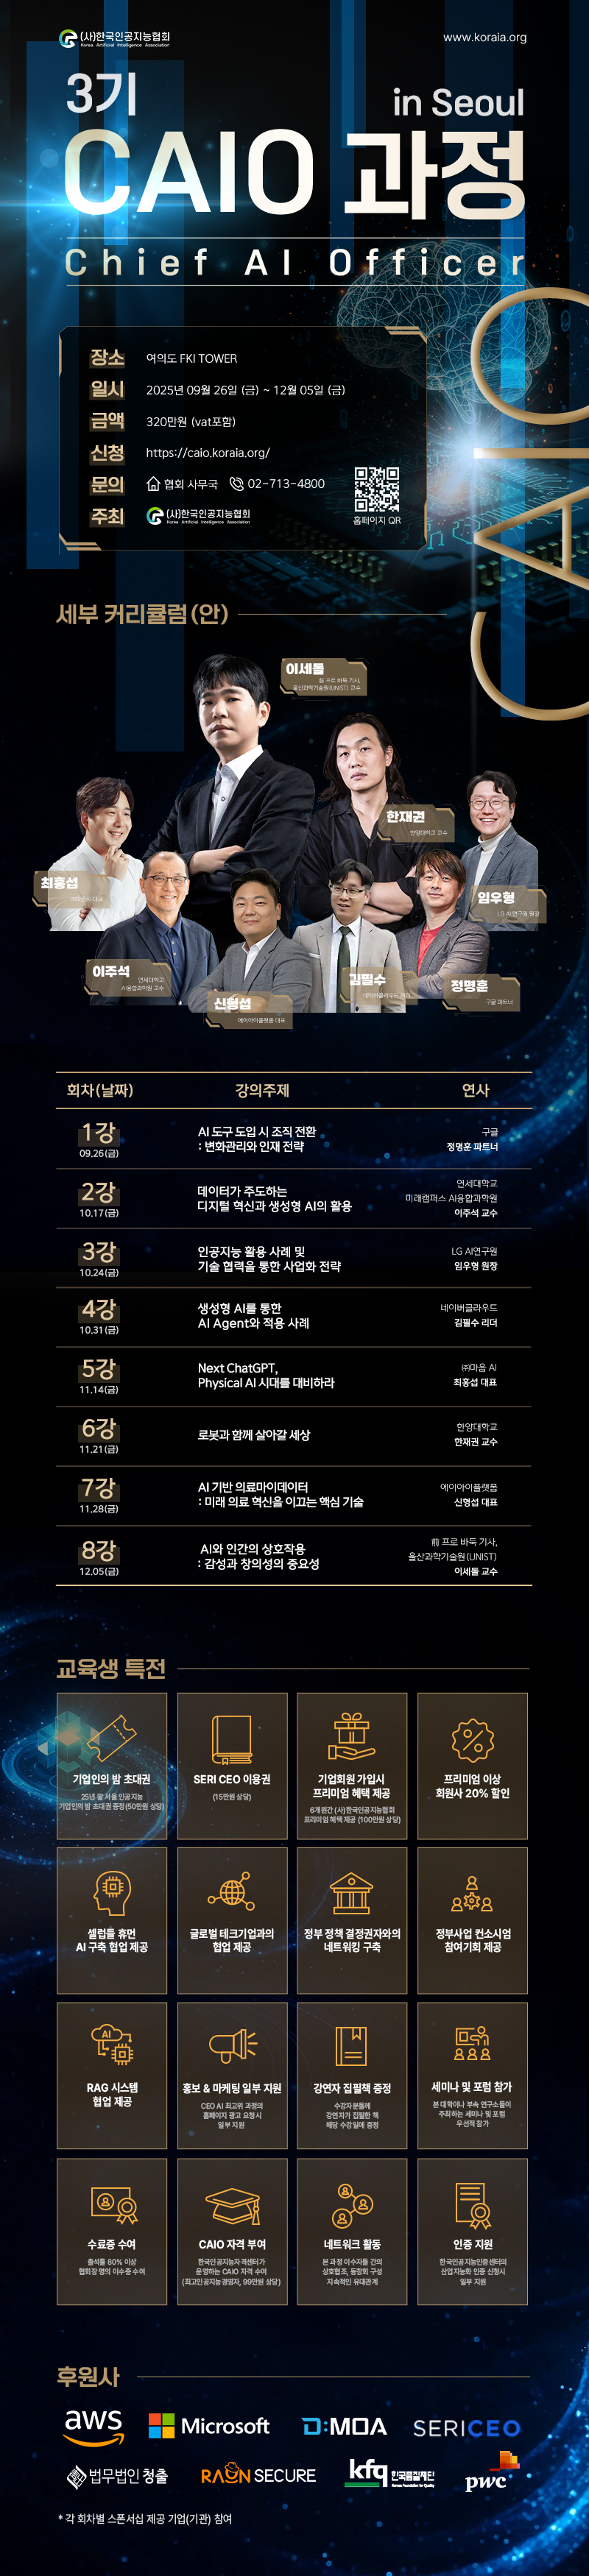 (사)한국인공지능협회
Korea Artificial Intelligence Association
www.koraia.org
3기
in Seoul
CAIO 과정
Chief AI Officer
CAIO
장소 여의도 FKI TOWER
일시 2025년 09월 26일 (금) ~ 12월 05일 (금)
금액 320만원 (vat포함)
신청 https://caio.koraia.org/
문의 협회 사무국 02-713-4800
주최 (사)한국인공지능협회
Korea Artificial Intelligence Association
홈페이지 QR
세부 커리큘럼(안)
이세돌
前 프로 바둑 기사,
울산과학기술원(UNIST) 교수
한재권
한양대학교 교수
최홍섭
임우형
LG AI연구원 원장
이주석
연세대학교
AI융합과학원 교수
신형섭
에이아이플랫폼 대표
김필수
정명훈
구글 파트너
회차(날짜) 강의주제 연사
1강
09.26(금)
AI 도구 도입 시 조직 전환
: 변화관리와 인재 전략
구글
정명훈 파트너
2강
10.17(금)
데이터가 주도하는
디지털 혁신과 생성형 AI의 활용
연세대학교
미래캠퍼스 AI융합과학원
이주석 교수
3강
10.24(금)
인공지능 활용 사례 및
기술 협력을 통한 사업화 전략
LG AI연구원
임우형 원장
4강
10.31(금)
생성형 AI를 통한
AI Agent와 적용 사례
네이버클라우드
김필수 리더
5강
11.14(금)
Next ChatGPT,
Physical AI 시대를 대비하라
㈜마음 AI
최홍섭 대표
6강
11.21(금)
로봇과 함께 살아갈 세상
한양대학교
한재권 교수
7강
11.28(금)
AI 기반 의료마이데이터
: 미래 의료 혁신을 이끄는 핵심 기술
에이아이플랫폼
신형섭 대표
8강
12.05(금)
AI와 인간의 상호작용
: 감성과 창의성의 중요성
前 프로 바둑 기사,
울산과학기술원(UNIST)
이세돌 교수
교육생 특전
기업인의 밤 초대권
25년 말 서울 인공지능
기업인의 밤 초대권 증정(50만원 상당)
SERI CEO 이용권
(15만원 상당)
기업회원 가입시
프리미엄 혜택 제공
6개원간 (사)한국인공지능협회
프리미엄 혜택 제공 (100만원 상당)
프리미엄 이상
회원사 20% 할인
셀럽들 휴먼
AI 구축 협업 제공
글로벌 테크기업과의
협업 제공
정부 정책 결정권자와의
네트워킹 구축
정부사업 컨소시엄
참여기회 제공
AI
RAG 시스템
협업 제공
홍보 & 마케팅 일부 지원
CEO AI 최고위 과정의
홈페이지 광고 요청시
일부 지원
강연자 집필책 증정
수강자분들께
강연자가 집필한 책
해당 수강일에 증정
세미나 및 포럼 참가
본 대학이나 부속 연구소들이
주최하는 세미나 및 포럼
우선적 참가
수료증 수여
출석률 80% 이상
협회장 명의 이수증 수여
CAIO 자격 부여
한국인공지능자격센터가
운영하는 CAIO 자격 수여
(최고인공지능경영자, 99만원 상당)
네트워크 활동
본 과정 이수자들 간의
상호협조, 동창회 구성
지속적인 유대관계
인증 지원
한국인공지능인증센터의
산업지능화 인증 신청시
일부 지원
후원사
aws
Microsoft
D:MOA
SERICEO
법무법인 청출
RAON SECURE
kfq 한국품질재단
Korean Foundation for Quality
pwc
* 각 회차별 스폰서십 제공 기업(기관) 참여